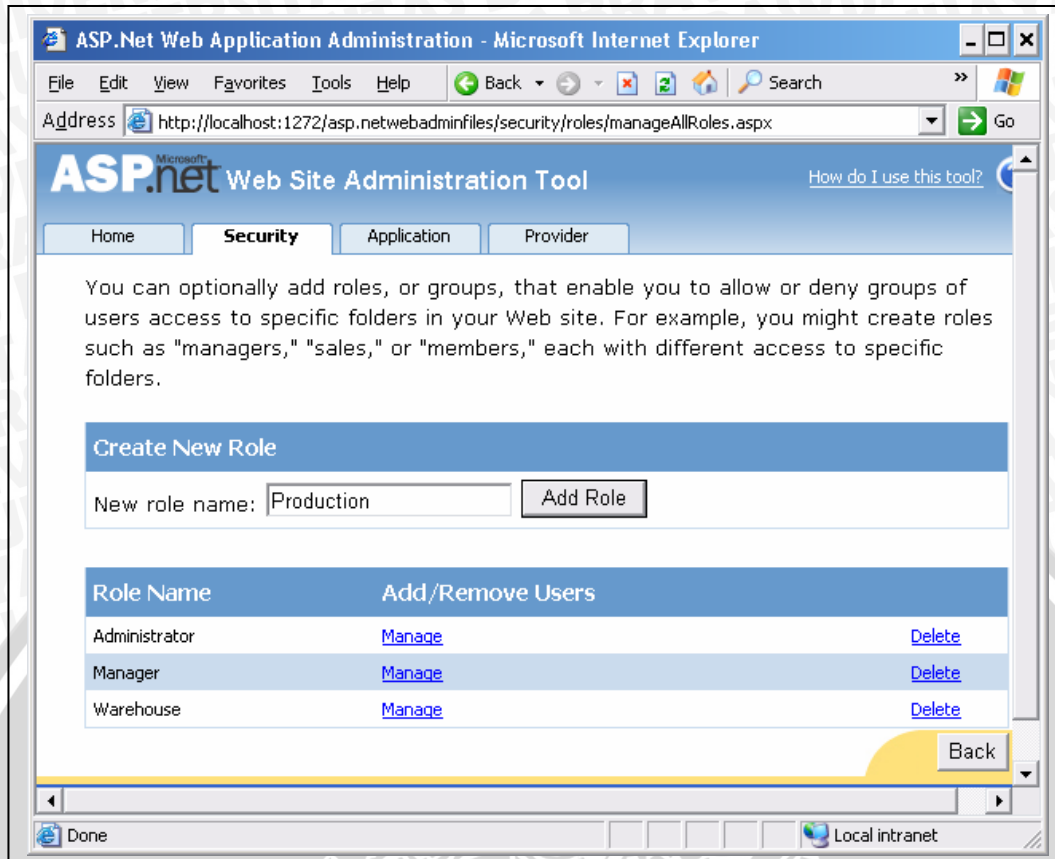 ASP.Net Web Application Administration - Microsoft Internet Explorer
File Edit View Favorites Tools Help Back Search »
Address http://localhost:1272/asp.netwebadminfiles/security/roles/manageAllRoles.aspx Go
Microsoft
ASP.net Web Site Administration Tool How do I use this tool?
Home Security Application Provider
You can optionally add roles, or groups, that enable you to allow or deny groups of
users access to specific folders in your Web site. For example, you might create roles
such as "managers," "sales," or "members," each with different access to specific
folders.
Create New Role
New role name: Production Add Role
Role Name Add/Remove Users
Administrator Manage Delete
Manager Manage Delete
Warehouse Manage Delete
Back
Done Local intranet